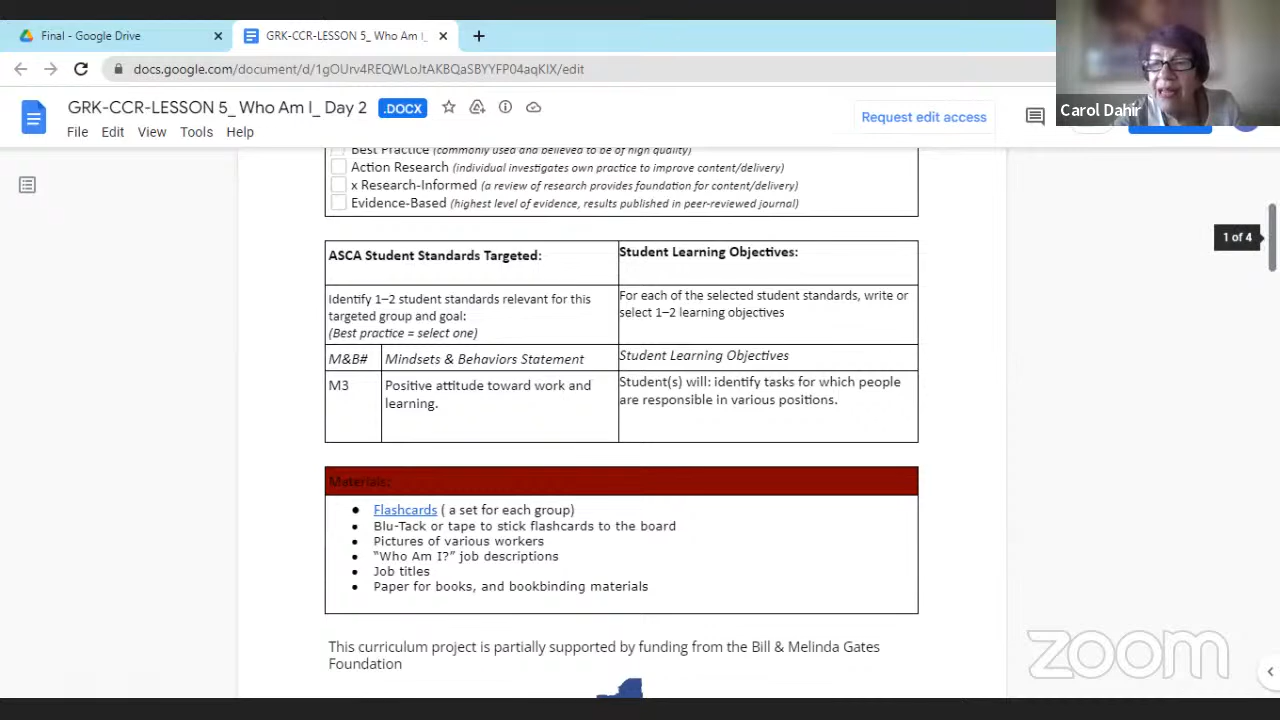 Final - Google Drive
GRK-CCR-LESSON 5_ Who Am I_
docs.google.com/document/d/1gOUrv4REQWLoJtAKBQaSBYYFP04aqKIX/edit
GRK-CCR-LESSON 5_ Who Am I_ Day 2 .DOCX
Request edit access
File Edit View Tools Help
Carol Dahir
Best Practice (commonly used and believed to be of high quality)
Action Research (individual investigates own practice to improve content/delivery)
x Research-Informed (a review of research provides foundation for content/delivery)
Evidence-Based (highest level of evidence, results published in peer-reviewed journal)
1 of 4
ASCA Student Standards Targeted:
Student Learning Objectives:
Identify 1–2 student standards relevant for this
targeted group and goal:
(Best practice = select one)
For each of the selected student standards, write or
select 1–2 learning objectives
M&B#
Mindsets & Behaviors Statement
Student Learning Objectives
M3
Positive attitude toward work and
learning.
Student(s) will: identify tasks for which people
are responsible in various positions.
Materials:
Flashcards ( a set for each group)
Blu-Tack or tape to stick flashcards to the board
Pictures of various workers
“Who Am I?” job descriptions
Job titles
Paper for books, and bookbinding materials
This curriculum project is partially supported by funding from the Bill & Melinda Gates
Foundation
zoom